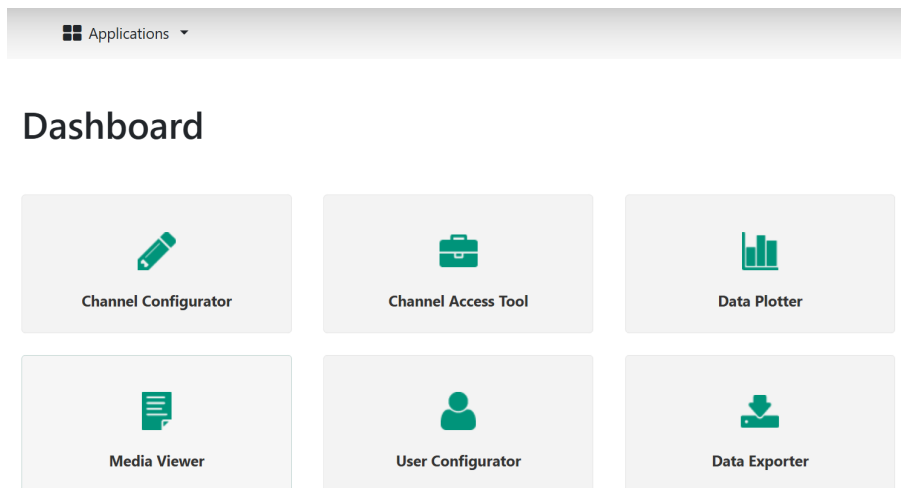 Applications
Dashboard
Channel Configurator
Channel Access Tool
Data Plotter
Media Viewer
User Configurator
Data Exporter